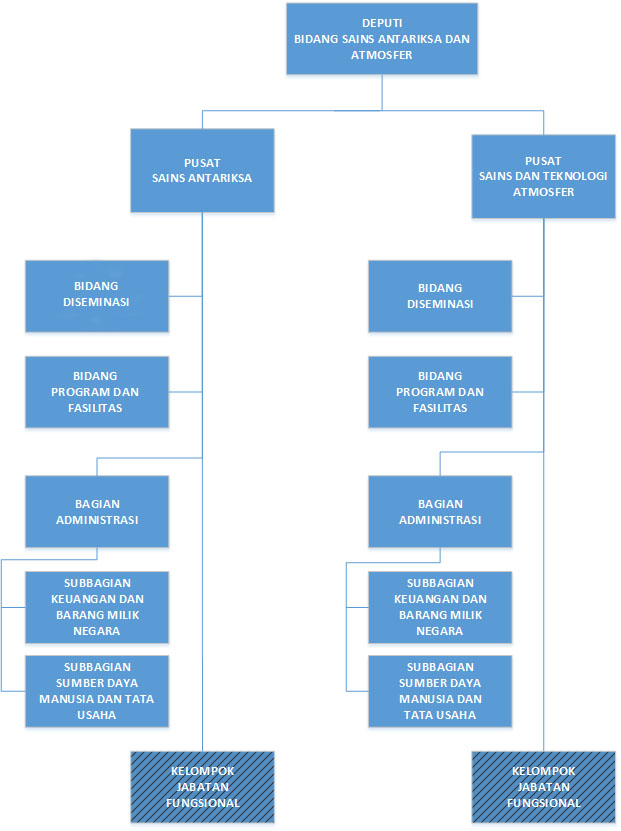 DEPUTI
BIDANG SAINS ANTARIKSA DAN
ATMOSFER
PUSAT
SAINS ANTARIKSA
PUSAT
SAINS DAN TEKNOLOGI
ATMOSFER
BIDANG
DISEMINASI
BIDANG
DISEMINASI
BIDANG
PROGRAM DAN
FASILITAS
BIDANG
PROGRAM DAN
FASILITAS
BAGIAN
ADMINISTRASI
BAGIAN
ADMINISTRASI
SUBBAGIAN
KEUANGAN DAN
BARANG MILIK
NEGARA
SUBBAGIAN
KEUANGAN DAN
BARANG MILIK
NEGARA
SUBBAGIAN
SUMBER DAYA
MANUSIA DAN TATA
USAHA
SUBBAGIAN
SUMBER DAYA
MANUSIA DAN
TATA USAHA
KELOMPOK
JABATAN
FUNGSIONAL
KELOMPOK
JABATAN
FUNGSIONAL